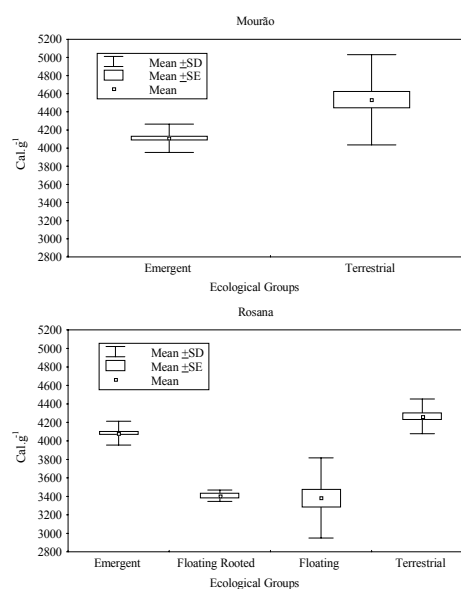 Mourão
5200
5000
4800
4600
4400
4200
4000
3800
3600
3400
3200
3000
2800
Cal.g¹
Mean ±SD
Mean ±SE
Mean
Emergent Terrestrial
Ecological Groups
Rosana
5200
5000
4800
4600
4400
4200
4000
3800
3600
3400
3200
3000
2800
Cal.g¹
Mean ±SD
Mean ±SE
Mean
Emergent Floating Rooted Floating Terrestrial
Ecological Groups